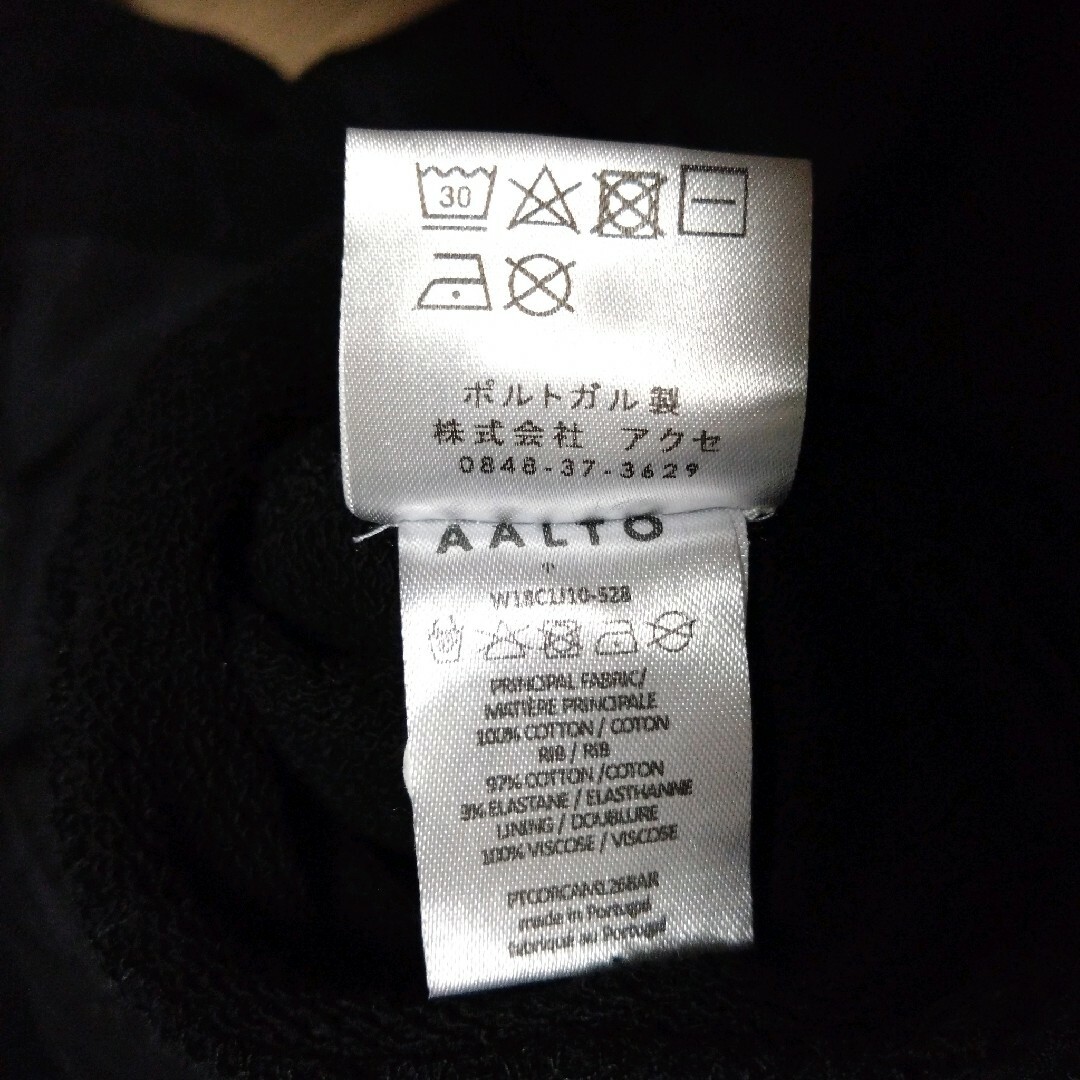 30
ポルトガル製
株式会社 アクセ
0848-37-3629
AALTO
W18C1J10-528
PRINCIPAL FABRIC/
MATIÈRE PRINCIPALE
100% COTTON / COTON
RIB / RIB
97% COTTON /COTON
3% ELASTANE / ELASTHANNE
LINING / DOUBLURE
100% VISCOSE / VISCOSE
made in Portugal
fabriqué au Portugal